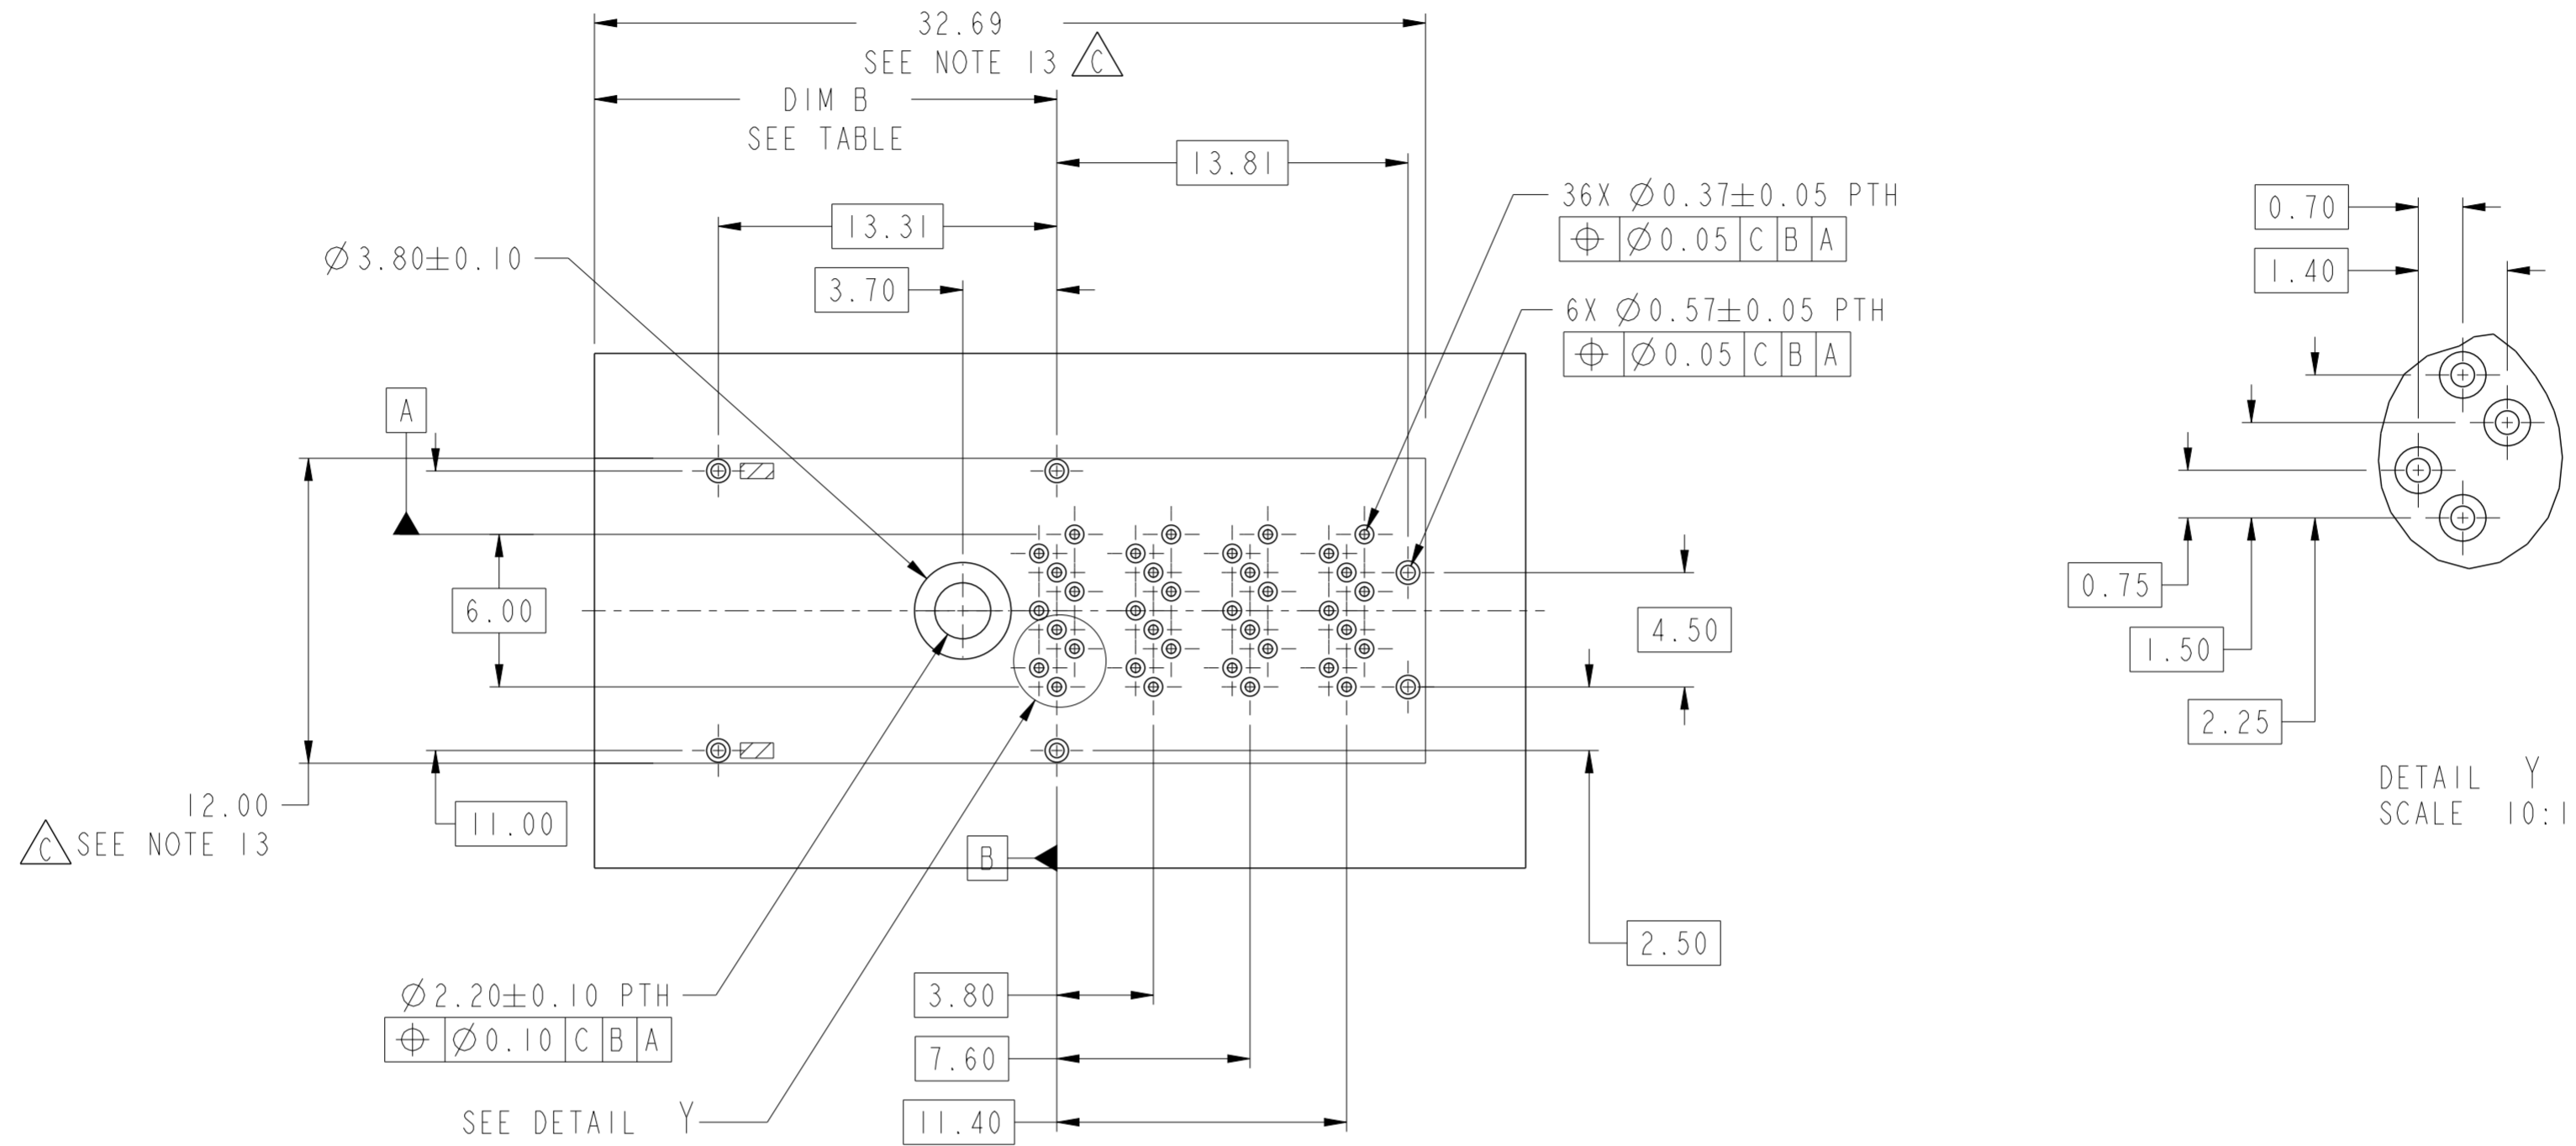 32.69
SEE NOTE 13 C
DIM B
SEE TABLE
13.81
13.31
3.70
Ø3.80±0.10
36X Ø0.37±0.05 PTH
⌖ Ø0.05 C B A
6X Ø0.57±0.05 PTH
⌖ Ø0.05 C B A
A
6.00
12.00
C SEE NOTE 13
11.00
B
4.50
2.50
Ø2.20±0.10 PTH
⌖ Ø0.10 C B A
SEE DETAIL Y
3.80
7.60
11.40
0.70
1.40
0.75
1.50
2.25
DETAIL Y
SCALE 10:1